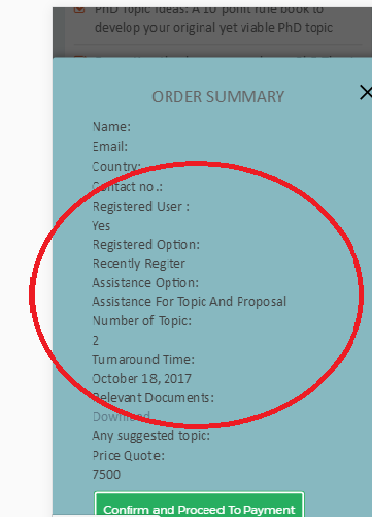 PhD Topic Ideas: A 10 point rule book to
develop your original yet viable PhD topic
ORDER SUMMARY
Name:
Email:
Country:
Contact no.:
Registered User :
Yes
Registered Option:
Recently Regiter
Assistance Option:
Assistance For Topic And Proposal
Number of Topic:
2
Turnaround Time:
October 18, 2017
Relevant Documents:
Download
Any suggested topic:
Price Quote:
7500
Confirm and Proceed To Payment